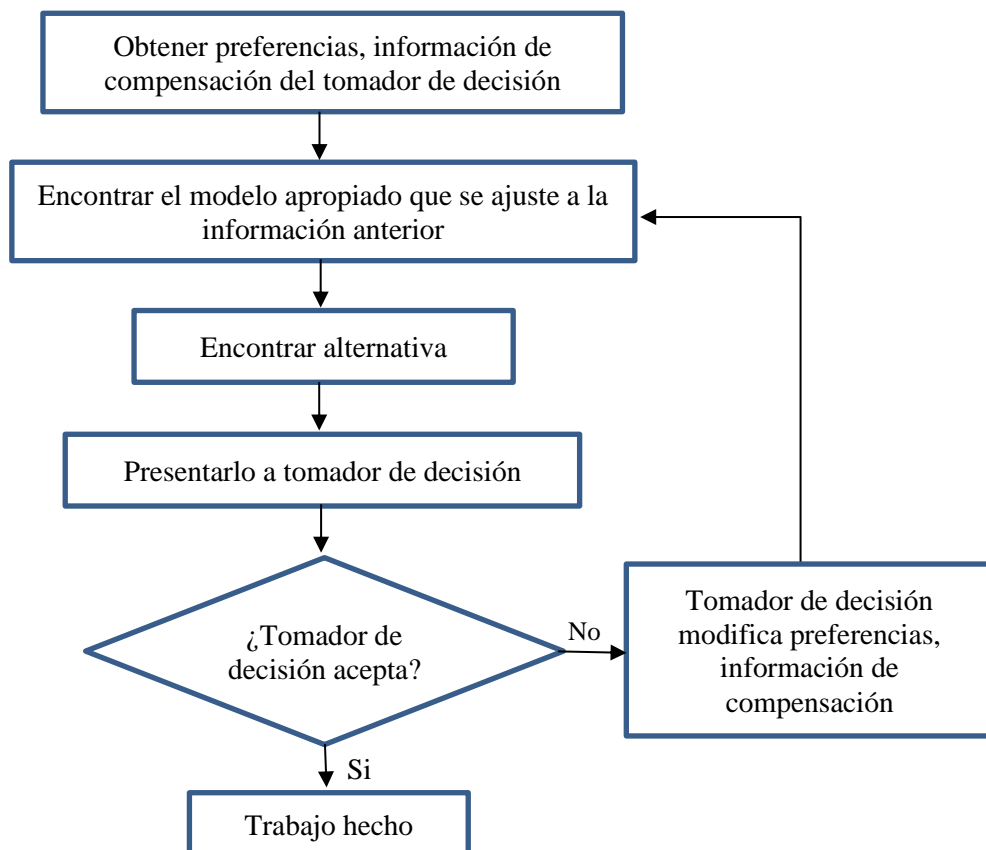 Obtener preferencias, información de
compensación del tomador de decisión
Encontrar el modelo apropiado que se ajuste a la
información anterior
Encontrar alternativa
Presentarlo a tomador de decisión
¿Tomador de
decisión acepta?
No
Tomador de decisión
modifica preferencias,
información de
compensación
Si
Trabajo hecho